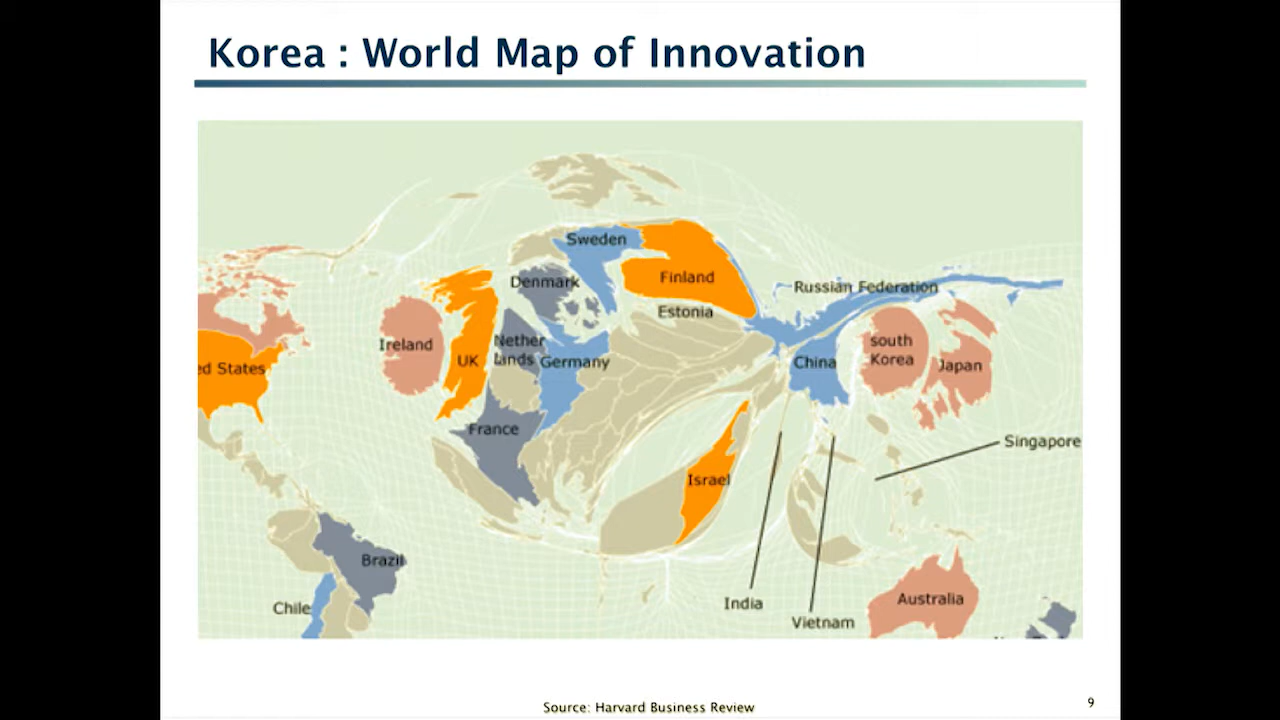 Korea : World Map of Innovation
Sweden
Finland
Denmark
Russian Federation
Estonia
Ireland
UK
Nether
lands
Germany
China
south
Korea
Japan
ed States
France
Singapore
Israel
Brazil
India
Vietnam
Chile
Australia
Source: Harvard Business Review
9